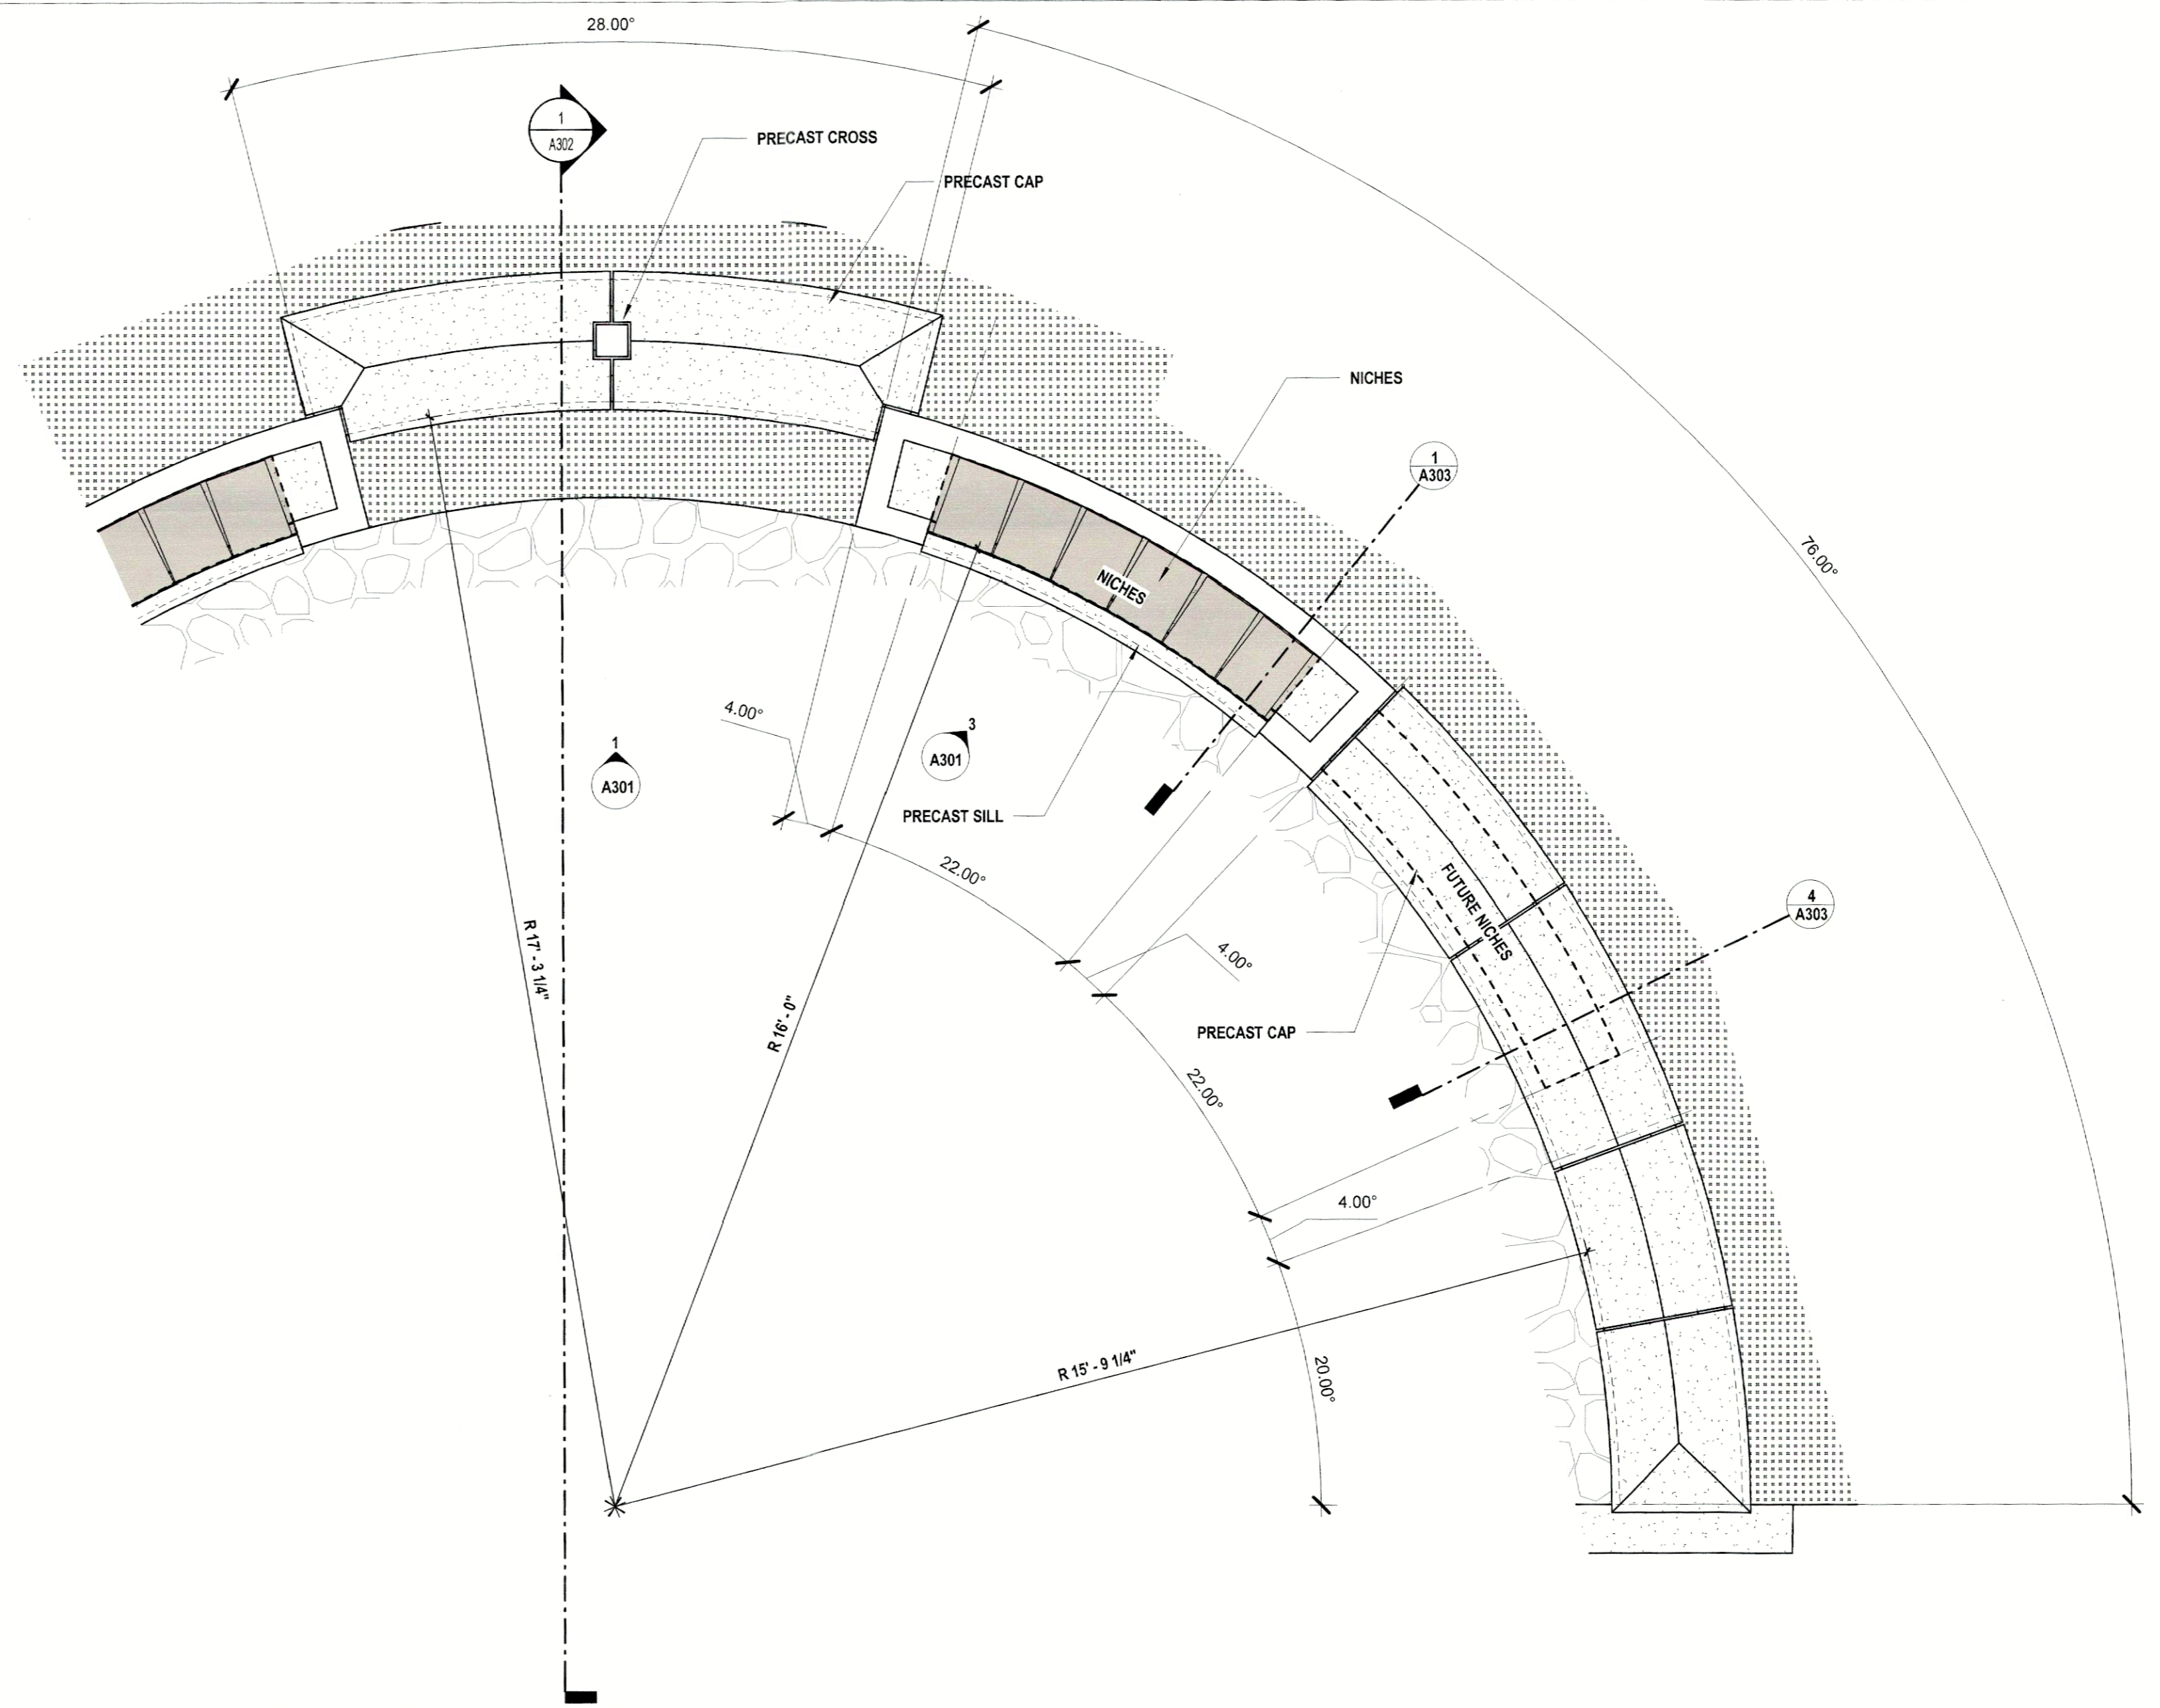 28.00°
1
A302
PRECAST CROSS
PRECAST CAP
NICHES
1
A303
76.00°
NICHES
4.00°
1
A301
3
A301
PRECAST SILL
22.00°
FUTURE NICHES
4
A303
R 17' - 3 1/4"
R 16' - 0"
4.00°
PRECAST CAP
22.00°
4.00°
R 15' - 9 1/4"
20.00°